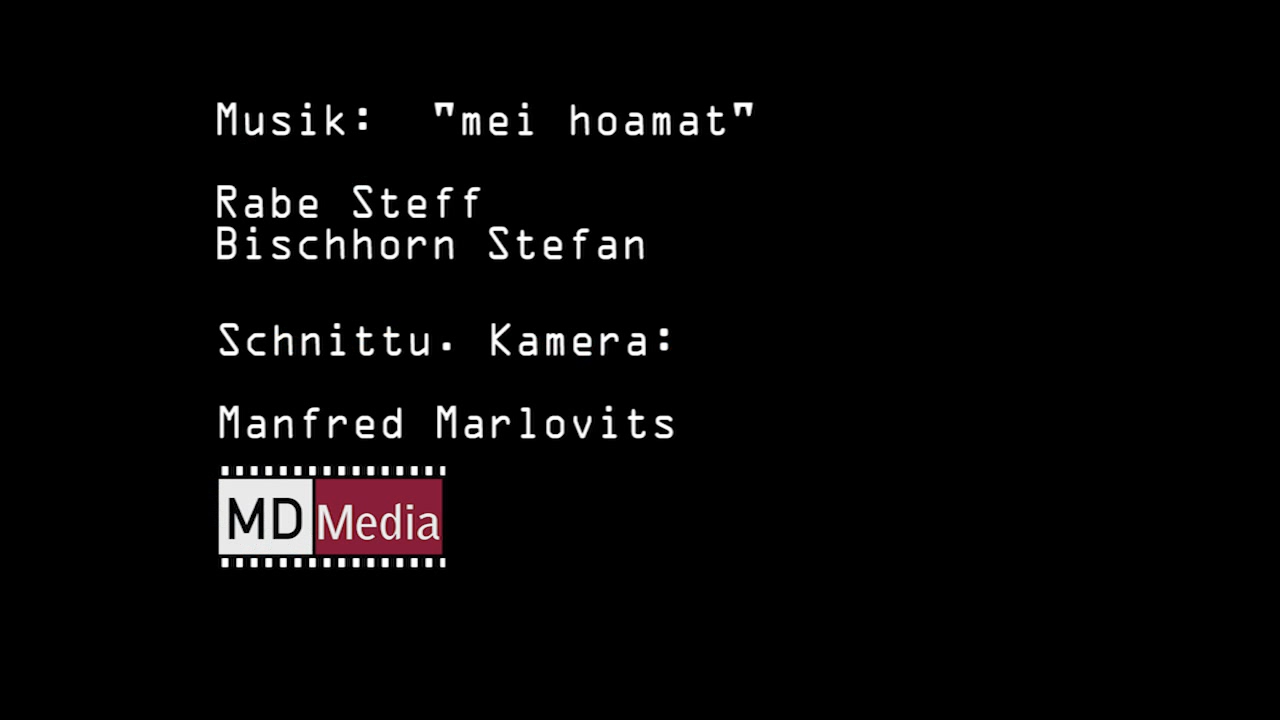 Musik:  "mei hoamat"
Rabe Steff
Bischhorn Stefan
Schnittu. Kamera:
Manfred Marlovits
MD Media